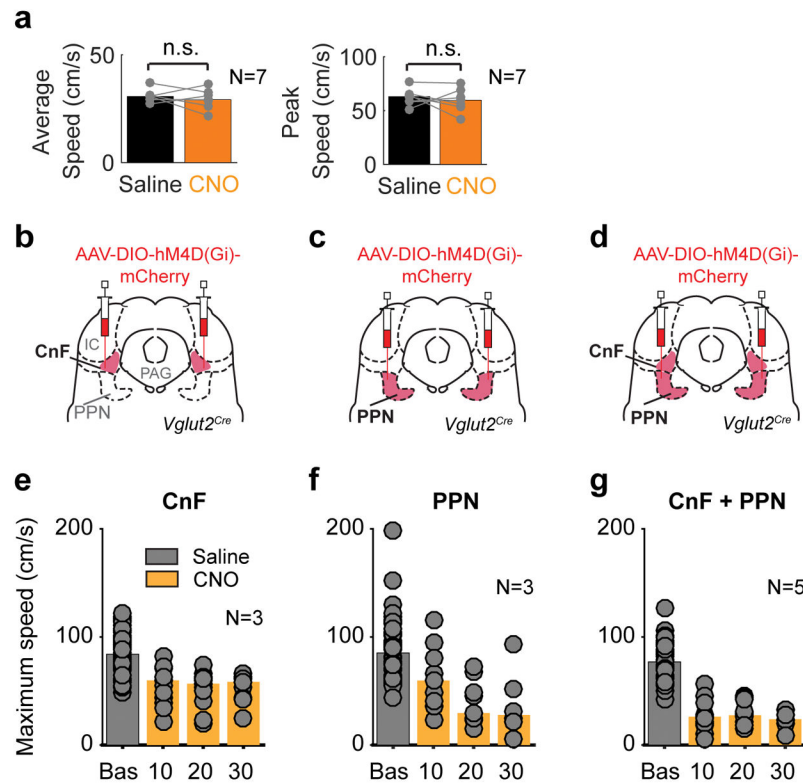 a
50
0
Average
Speed (cm/s)
n.s.
N=7
Saline CNO
100
50
0
Peak
Speed (cm/s)
n.s.
N=7
Saline CNO
b
AAV-DIO-hM4D(Gi)-
mCherry
IC
CnF
PAG
PPN
Vglut2Cre
c
AAV-DIO-hM4D(Gi)-
mCherry
PPN
Vglut2Cre
d
AAV-DIO-hM4D(Gi)-
mCherry
CnF
PPN
Vglut2Cre
e
CnF
Maximum speed (cm/s)
200
100
0
Saline
CNO
N=3
Bas 10 20 30
f
PPN
200
100
0
N=3
Bas 10 20 30
g
CnF + PPN
200
100
0
N=5
Bas 10 20 30